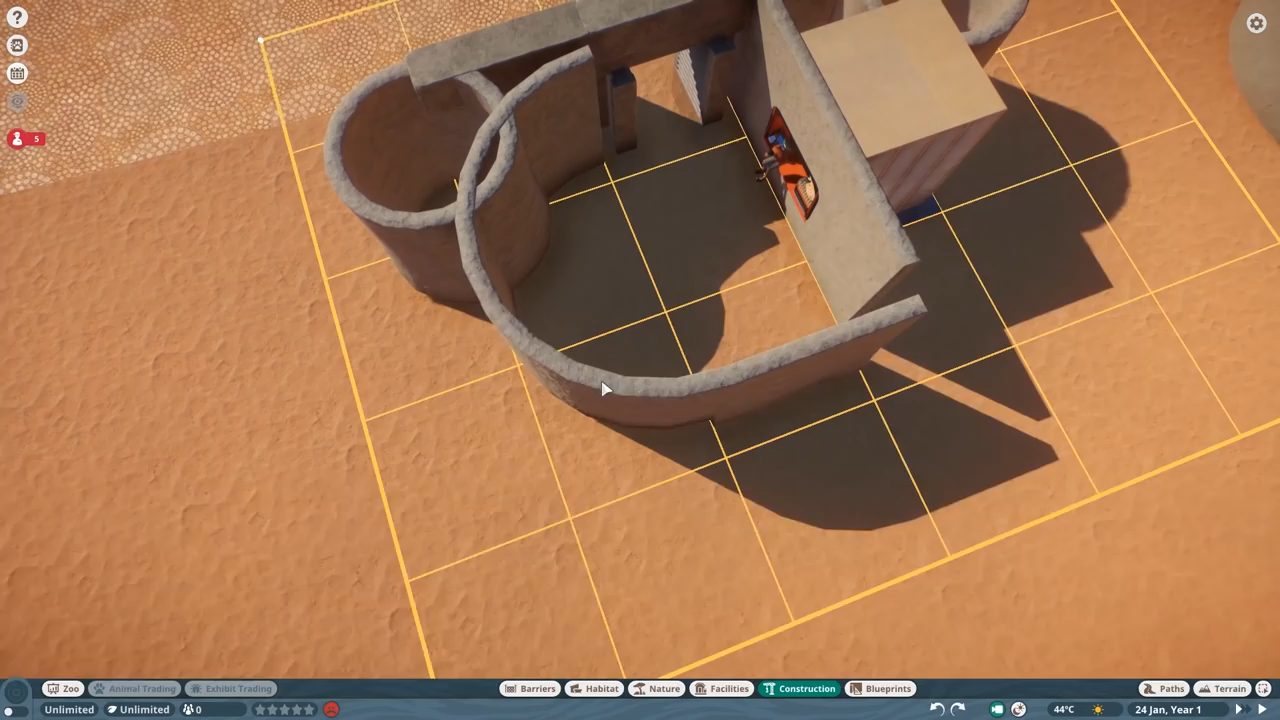 ?
5
Zoo
Animal Trading
Exhibit Trading
Barriers
Habitat
Nature
Facilities
Construction
Blueprints
Paths
Terrain
Unlimited
Unlimited
0
44°C
24 Jan, Year 1